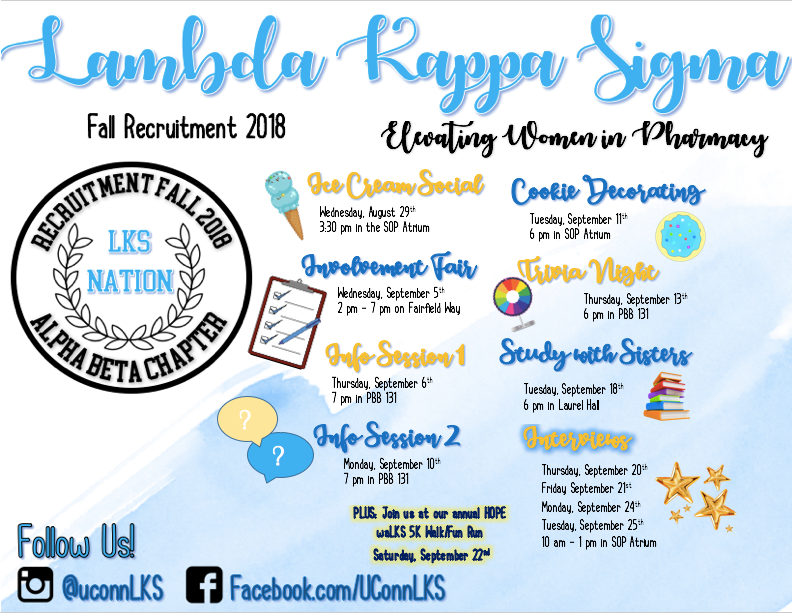 Lambda Kappa Sigma
Fall Recruitment 2018
Elevating Women in Pharmacy
RECRUITMENT FALL 2018
LKS
NATION
ALPHA BETA CHAPTER
Ice Cream Social
Wednesday, August 29th
3:30 pm in the SOP Atrium
Involvement Fair
Wednesday, September 5th
2 pm - 7 pm on Fairfield Way
Info Session 1
Thursday, September 6th
7 pm in PBB 131
?
?
Info Session 2
Monday, September 10th
7 pm in PBB 131
Cookie Decorating
Tuesday, September 11th
6 pm in SOP Atrium
Trivia Night
Thursday, September 13th
6 pm in PBB 131
Study with Sisters
Tuesday, September 18th
6 pm in Laurel Hall
Interviews
Thursday, September 20th
Friday September 21st
Monday, September 24th
Tuesday, September 25th
10 am - 1 pm in SOP Atrium
PLUS: Join us at our annual HOPE
waLKS 5K Walk/Fun Run
Saturday, September 22nd
Follow Us!
@uconnLKS
Facebook.com/UConnLKS